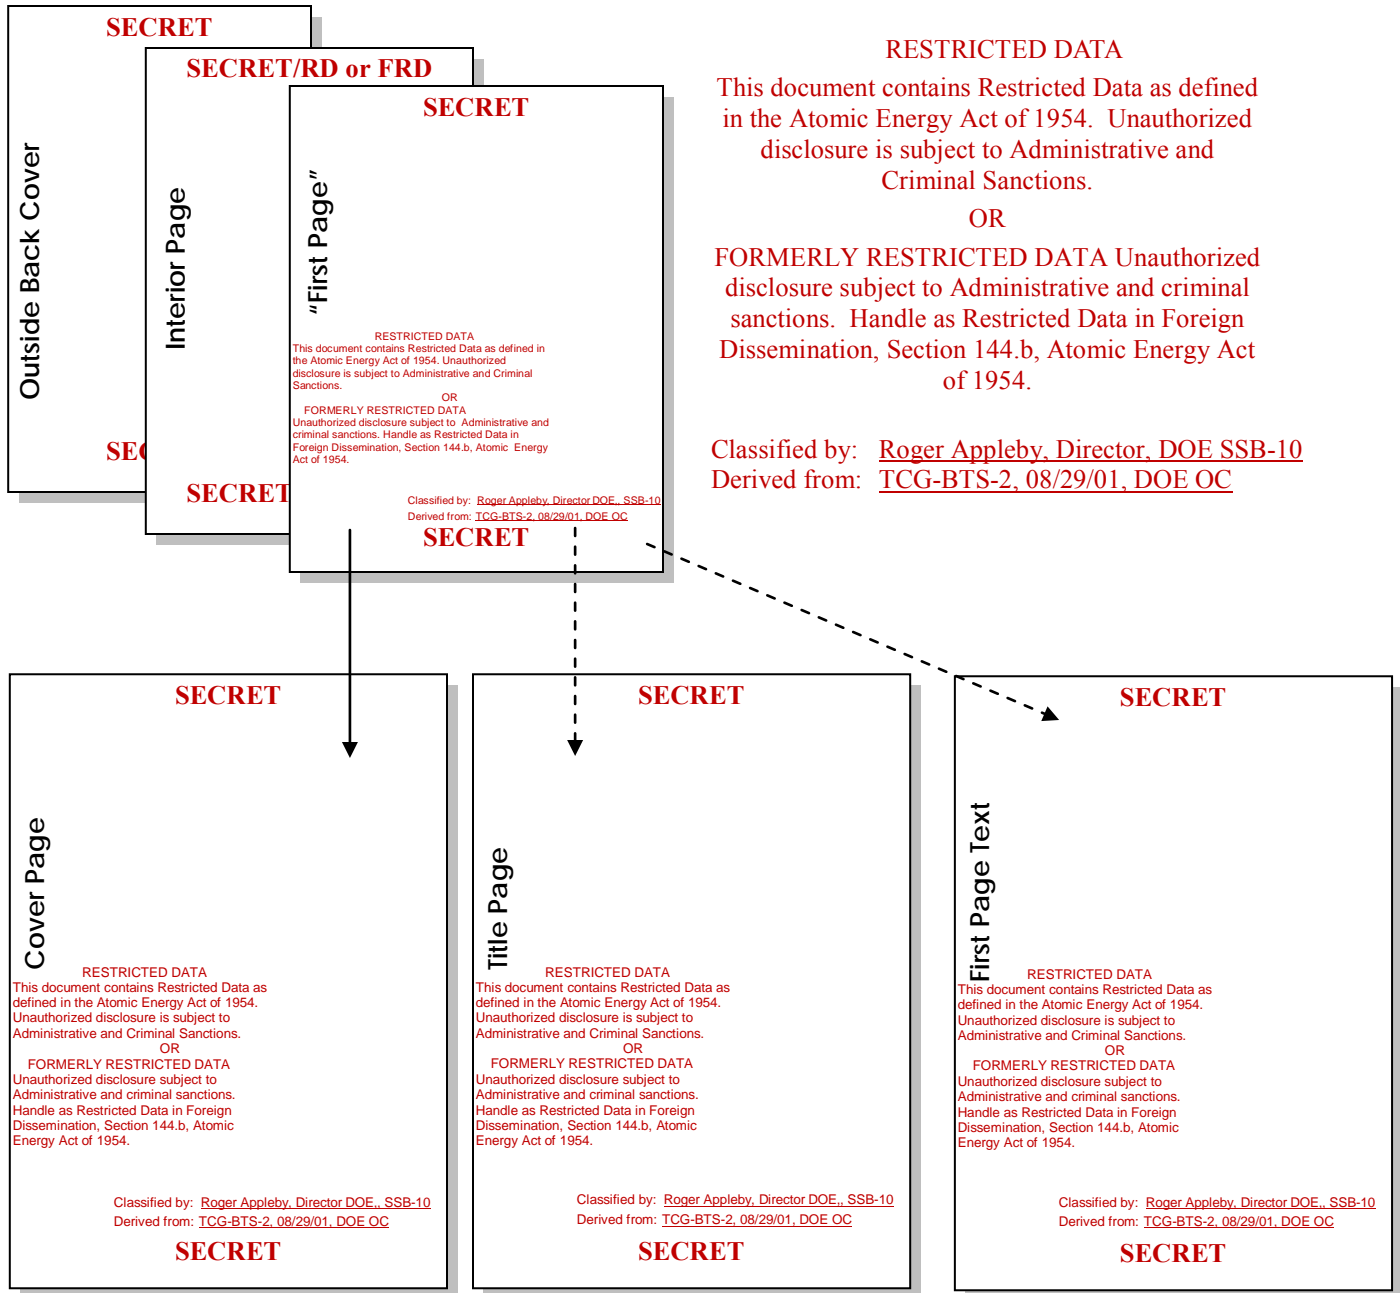 SECRET
Outside Back Cover
SEC
SECRET/RD or FRD
Interior Page
SECRET
SECRET
"First Page"
RESTRICTED DATA
This document contains Restricted Data as defined in
the Atomic Energy Act of 1954. Unauthorized
disclosure is subject to Administrative and Criminal
Sanctions.
OR
FORMERLY RESTRICTED DATA
Unauthorized disclosure subject to Administrative and
criminal sanctions. Handle as Restricted Data in
Foreign Dissemination, Section 144.b, Atomic Energy
Act of 1954.
Classified by: Roger Appleby, Director DOE,, SSB-10
Derived from: TCG-BTS-2, 08/29/01, DOE OC
SECRET
RESTRICTED DATA
This document contains Restricted Data as defined
in the Atomic Energy Act of 1954. Unauthorized
disclosure is subject to Administrative and
Criminal Sanctions.
OR
FORMERLY RESTRICTED DATA Unauthorized
disclosure subject to Administrative and criminal
sanctions. Handle as Restricted Data in Foreign
Dissemination, Section 144.b, Atomic Energy Act
of 1954.
Classified by: Roger Appleby, Director, DOE SSB-10
Derived from: TCG-BTS-2, 08/29/01, DOE OC
SECRET
Cover Page
RESTRICTED DATA
This document contains Restricted Data as
defined in the Atomic Energy Act of 1954.
Unauthorized disclosure is subject to
Administrative and Criminal Sanctions.
OR
FORMERLY RESTRICTED DATA
Unauthorized disclosure subject to
Administrative and criminal sanctions.
Handle as Restricted Data in Foreign
Dissemination, Section 144.b, Atomic
Energy Act of 1954.
Classified by: Roger Appleby, Director DOE,, SSB-10
Derived from: TCG-BTS-2, 08/29/01, DOE OC
SECRET
SECRET
Title Page
RESTRICTED DATA
This document contains Restricted Data as
defined in the Atomic Energy Act of 1954.
Unauthorized disclosure is subject to
Administrative and Criminal Sanctions.
OR
FORMERLY RESTRICTED DATA
Unauthorized disclosure subject to
Administrative and criminal sanctions.
Handle as Restricted Data in Foreign
Dissemination, Section 144.b, Atomic
Energy Act of 1954.
Classified by: Roger Appleby, Director DOE,, SSB-10
Derived from: TCG-BTS-2, 08/29/01, DOE OC
SECRET
SECRET
First Page Text
RESTRICTED DATA
This document contains Restricted Data as
defined in the Atomic Energy Act of 1954.
Unauthorized disclosure is subject to
Administrative and Criminal Sanctions.
OR
FORMERLY RESTRICTED DATA
Unauthorized disclosure subject to
Administrative and criminal sanctions.
Handle as Restricted Data in Foreign
Dissemination, Section 144.b, Atomic
Energy Act of 1954.
Classified by: Roger Appleby, Director DOE,, SSB-10
Derived from: TCG-BTS-2, 08/29/01, DOE OC
SECRET